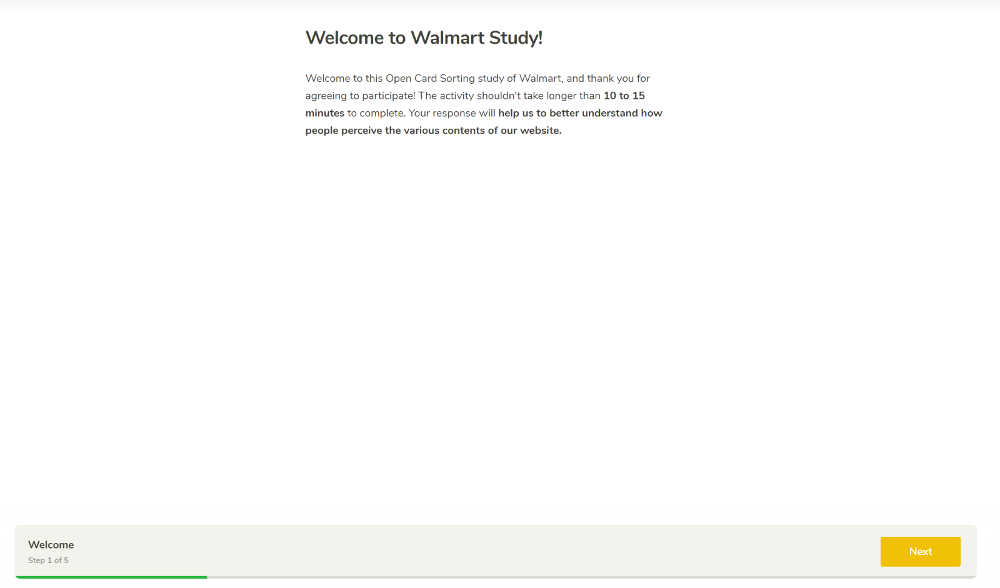 Welcome to Walmart Study!
Welcome to this Open Card Sorting study of Walmart, and thank you for
agreeing to participate! The activity shouldn't take longer than 10 to 15
minutes to complete. Your response will help us to better understand how
people perceive the various contents of our website.
Welcome
Step 1 of 5
Next